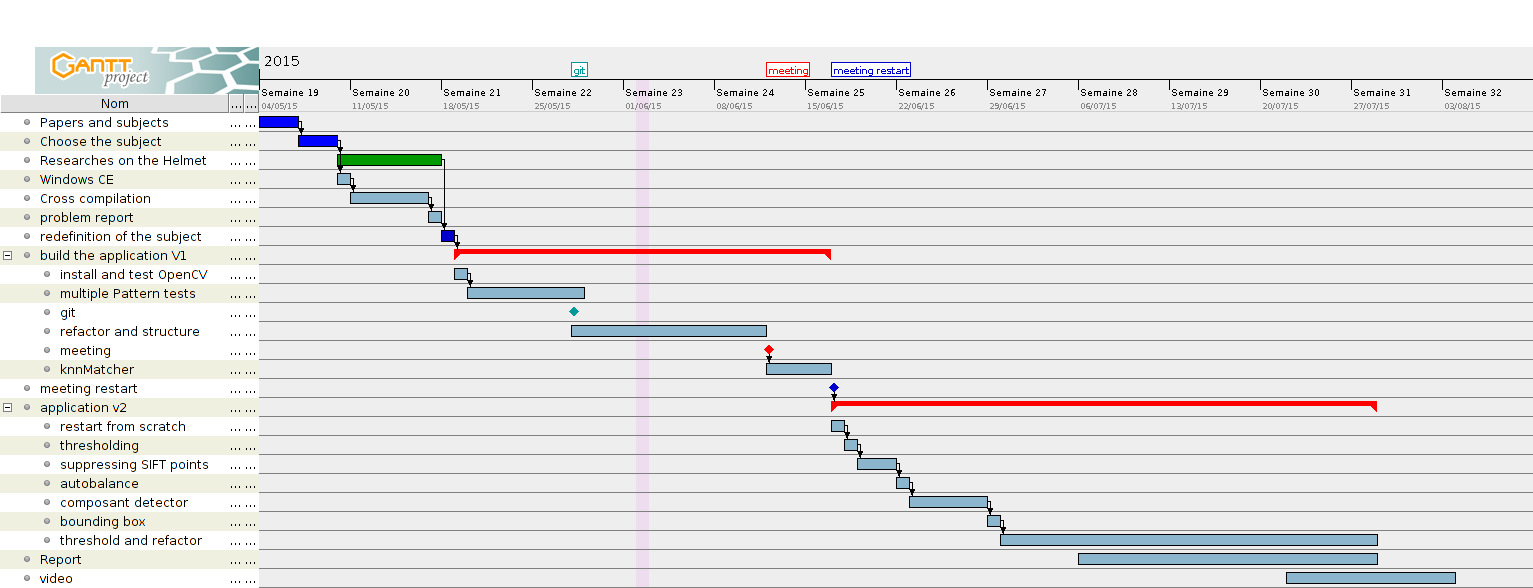 GANTT
project
2015
git
meeting
meeting restart
Semaine 19 Semaine 20 Semaine 21 Semaine 22 Semaine 23 Semaine 24 Semaine 25 Semaine 26 Semaine 27 Semaine 28 Semaine 29 Semaine 30 Semaine 31 Semaine 32
Nom ... ...
04/05/15 11/05/15 18/05/15 25/05/15 01/06/15 08/06/15 15/06/15 22/06/15 29/06/15 06/07/15 13/07/15 20/07/15 27/07/15 03/08/15
Papers and subjects ... ...
Choose the subject ... ...
Researches on the Helmet ... ...
Windows CE ... ...
Cross compilation ... ...
problem report ... ...
redefinition of the subject ... ...
build the application V1 ... ...
install and test OpenCV ... ...
multiple Pattern tests ... ...
git ... ...
refactor and structure ... ...
meeting ... ...
knnMatcher ... ...
meeting restart ... ...
application v2 ... ...
restart from scratch ... ...
thresholding ... ...
suppressing SIFT points ... ...
autobalance ... ...
composant detector ... ...
bounding box ... ...
threshold and refactor ... ...
Report ... ...
video ... ...